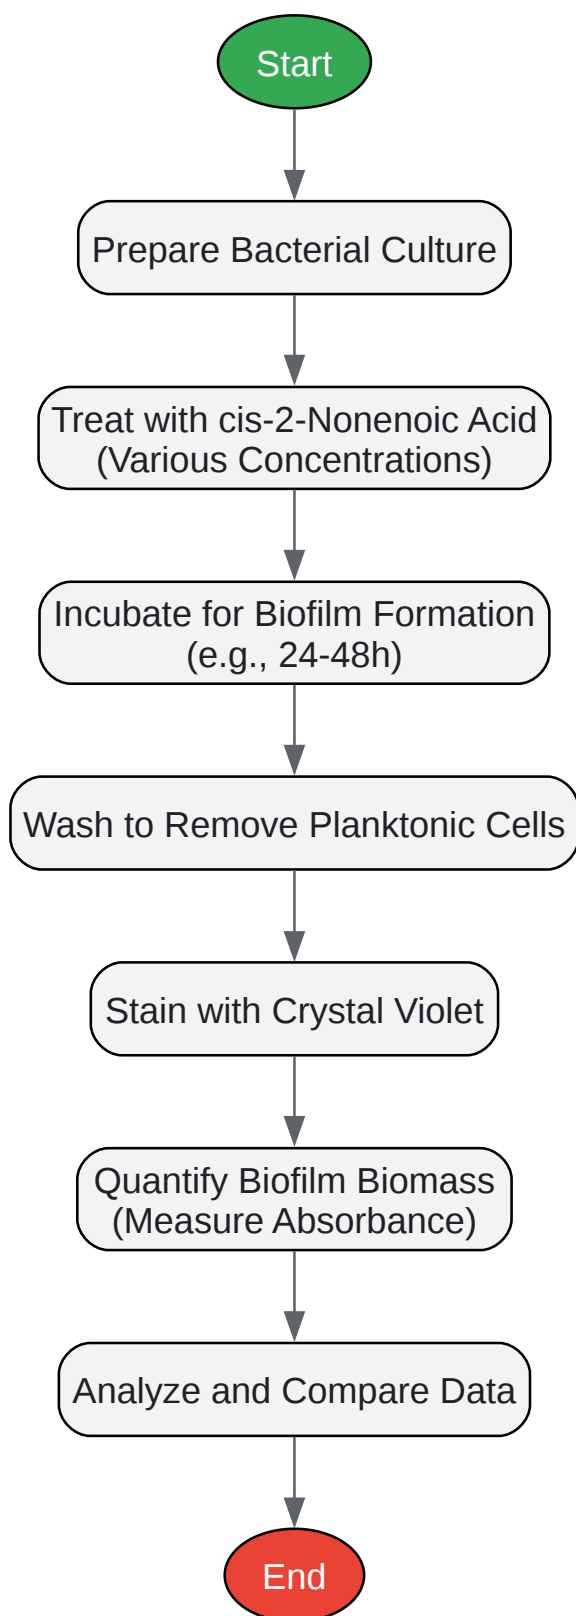 Start
Prepare Bacterial Culture
Treat with cis-2-Nonenoic Acid
(Various Concentrations)
Incubate for Biofilm Formation
(e.g., 24-48h)
Wash to Remove Planktonic Cells
Stain with Crystal Violet
Quantify Biofilm Biomass
(Measure Absorbance)
Analyze and Compare Data
End